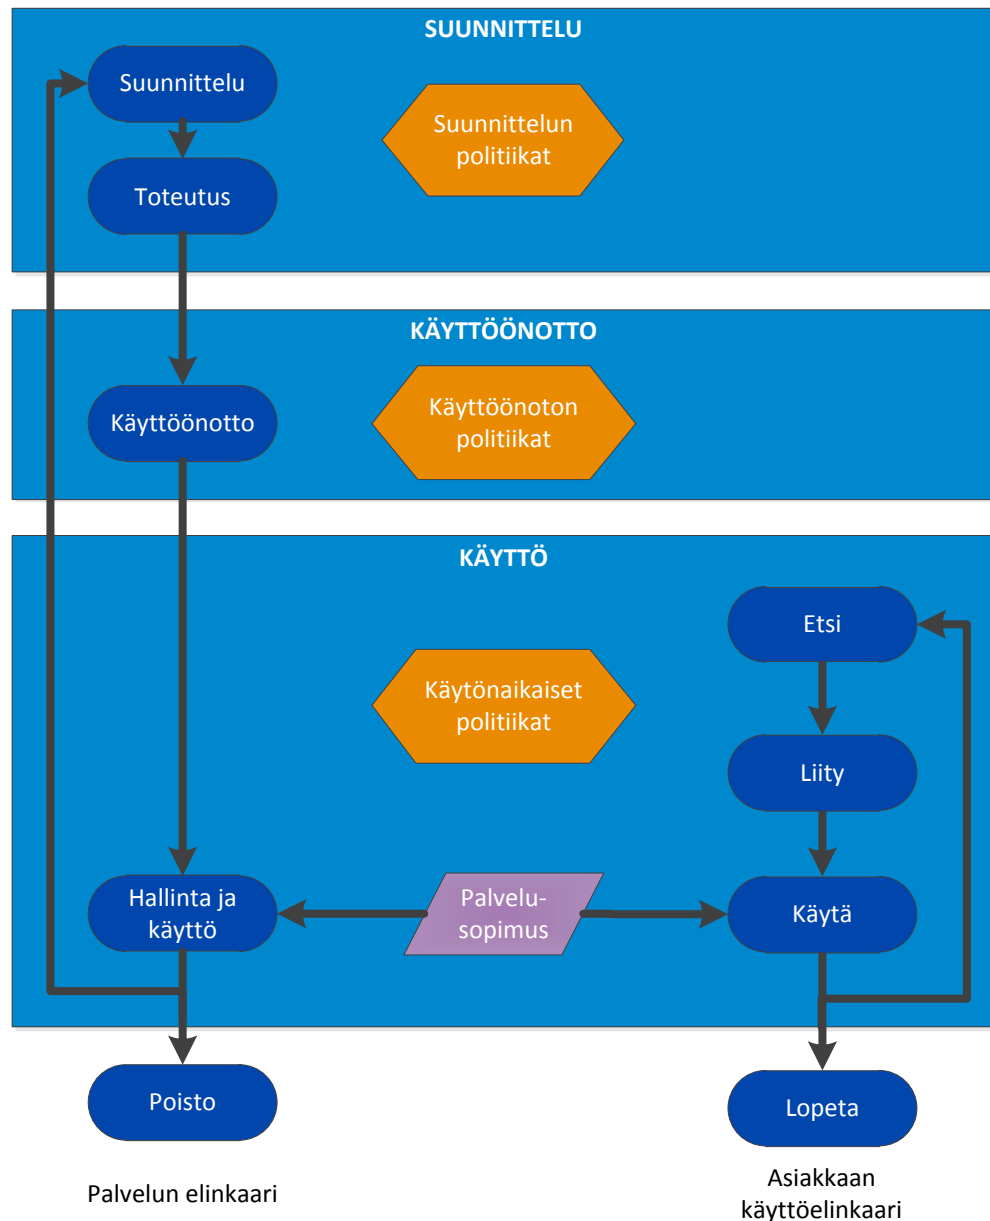 SUUNNITTELU
Suunnittelu
Suunnittelun
politiikat
Toteutus
KÄYTTÖÖNOTTO
Käyttöönotto
Käyttöönoton
politiikat
KÄYTTÖ
Etsi
Käytönaikaiset
politiikat
Liity
Hallinta ja
käyttö
Palvelu-
sopimus
Käytä
Poisto
Lopeta
Palvelun elinkaari
Asiakkaan
käyttöelinkaari